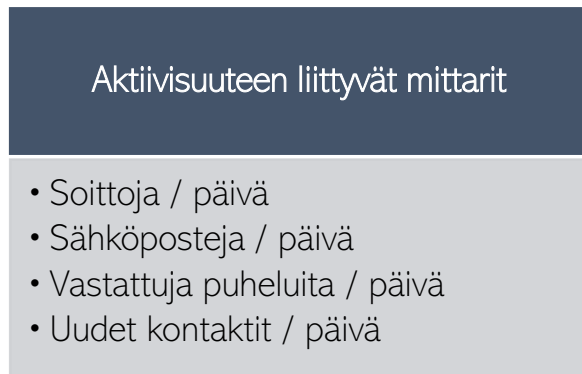 Aktiivisuuteen liittyvät mittarit
• Soittoja / päivä
• Sähköposteja / päivä
• Vastattuja puheluita / päivä
• Uudet kontaktit / päivä